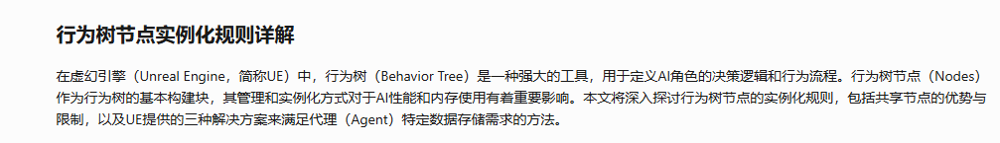 行为树节点实例化规则详解
在虚幻引擎（Unreal Engine，简称UE）中，行为树（Behavior Tree）是一种强大的工具，用于定义AI角色的决策逻辑和行为流程。行为树节点（Nodes）
作为行为树的基本构建块，其管理和实例化方式对于AI性能和内存使用有着重要影响。本文将深入探讨行为树节点的实例化规则，包括共享节点的优势与
限制，以及UE提供的三种解决方案来满足代理（Agent）特定数据存储需求的方法。